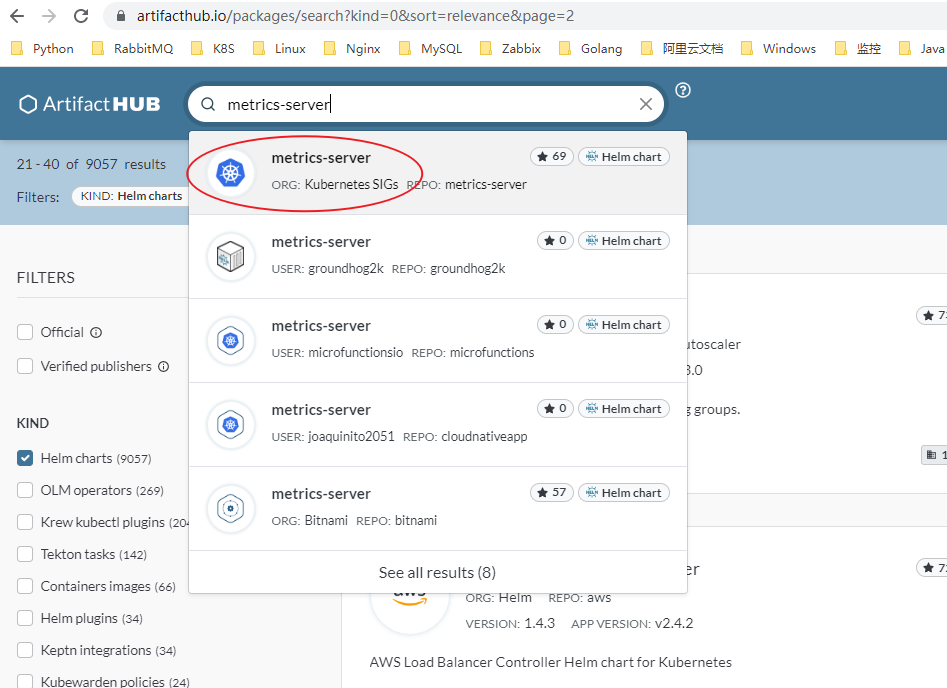 artifacthub.io/packages/search?kind=0&sort=relevance&page=2
Python RabbitMQ K8S Linux Nginx MySQL Zabbix Golang 阿里云文档 Windows 监控 Java
Artifact HUB metrics-server
21 - 40 of 9057 results
Filters: KIND: Helm charts
metrics-server 69 Helm chart
ORG: Kubernetes SIGs REPO: metrics-server
metrics-server 0 Helm chart
USER: groundhog2k REPO: groundhog2k
metrics-server 0 Helm chart
USER: microfunctionsio REPO: microfunctions
metrics-server 0 Helm chart
USER: joaquinito2051 REPO: cloudnativeapp
metrics-server 57 Helm chart
ORG: Bitnami REPO: bitnami
See all results (8)
FILTERS
Official
Verified publishers
KIND
Helm charts (9057)
OLM operators (269)
Krew kubectl plugins (204
Tekton tasks (142)
Containers images (66)
Helm plugins (34)
Keptn integrations (34)
Kubewarden policies (24)
utoscaler
3.0
g groups.
er
aws
ORG: Helm REPO: aws
VERSION: 1.4.3 APP VERSION: v2.4.2
AWS Load Balancer Controller Helm chart for Kubernetes